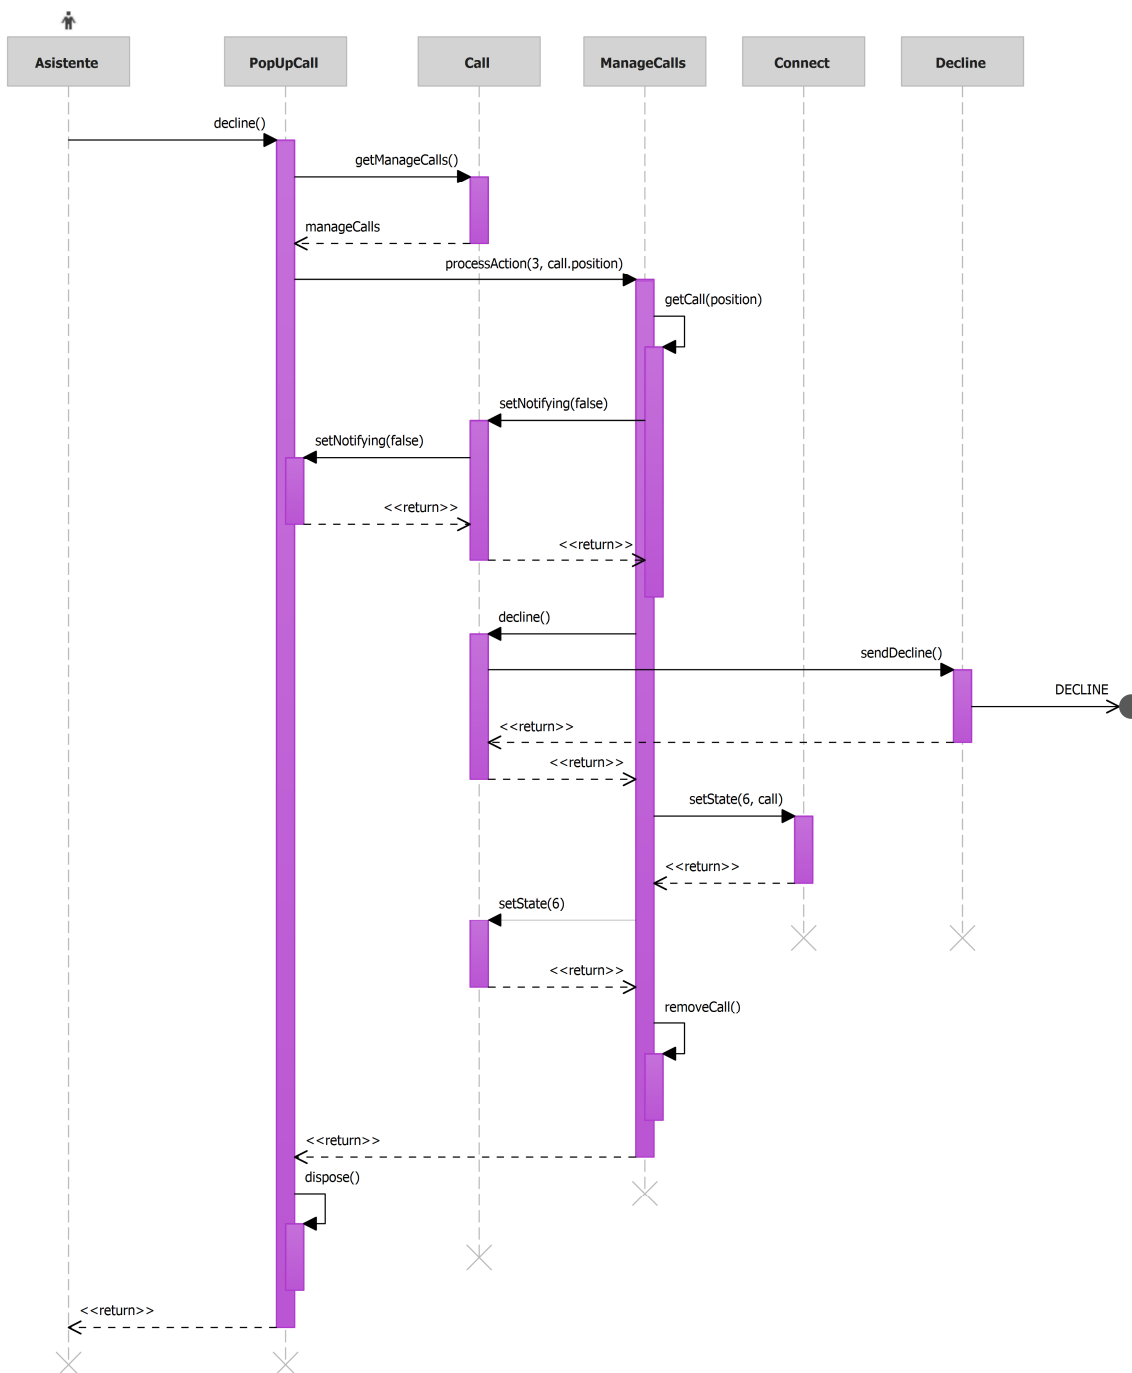 Asistente
PopUpCall
Call
ManageCalls
Connect
Decline
decline()
getManageCalls()
manageCalls
processAction(3, call.position)
getCall(position)
setNotifying(false)
setNotifying(false)
<<return>>
<<return>>
decline()
sendDecline()
DECLINE
<<return>>
<<return>>
setState(6, call)
<<return>>
setState(6)
<<return>>
removeCall()
<<return>>
dispose()
<<return>>